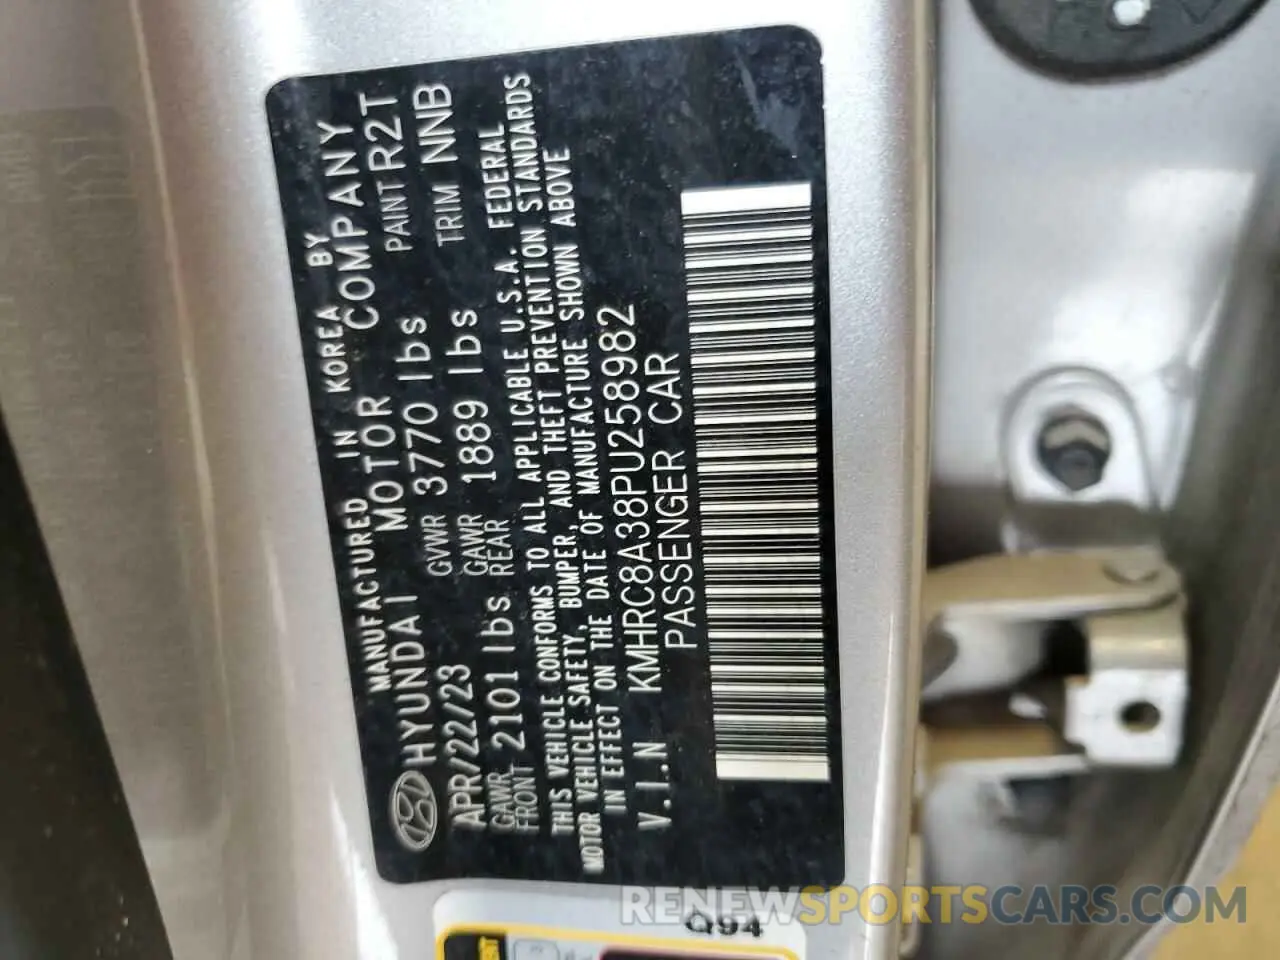 MANUFACTURED IN KOREA BY
HYUNDAI MOTOR COMPANY
APR/22/23 GVWR 3770 lbs PAINT R2T
GAWR FRONT 2101 lbs GAWR REAR 1889 lbs TRIM NNB
THIS VEHICLE CONFORMS TO ALL APPLICABLE U.S.A. FEDERAL
MOTOR VEHICLE SAFETY, BUMPER, AND THEFT PREVENTION STANDARDS
IN EFFECT ON THE DATE OF MANUFACTURE SHOWN ABOVE
V.I.N KMHRC8A38PU258982
PASSENGER CAR
Q94
RENEWSPORTSCARS.COM